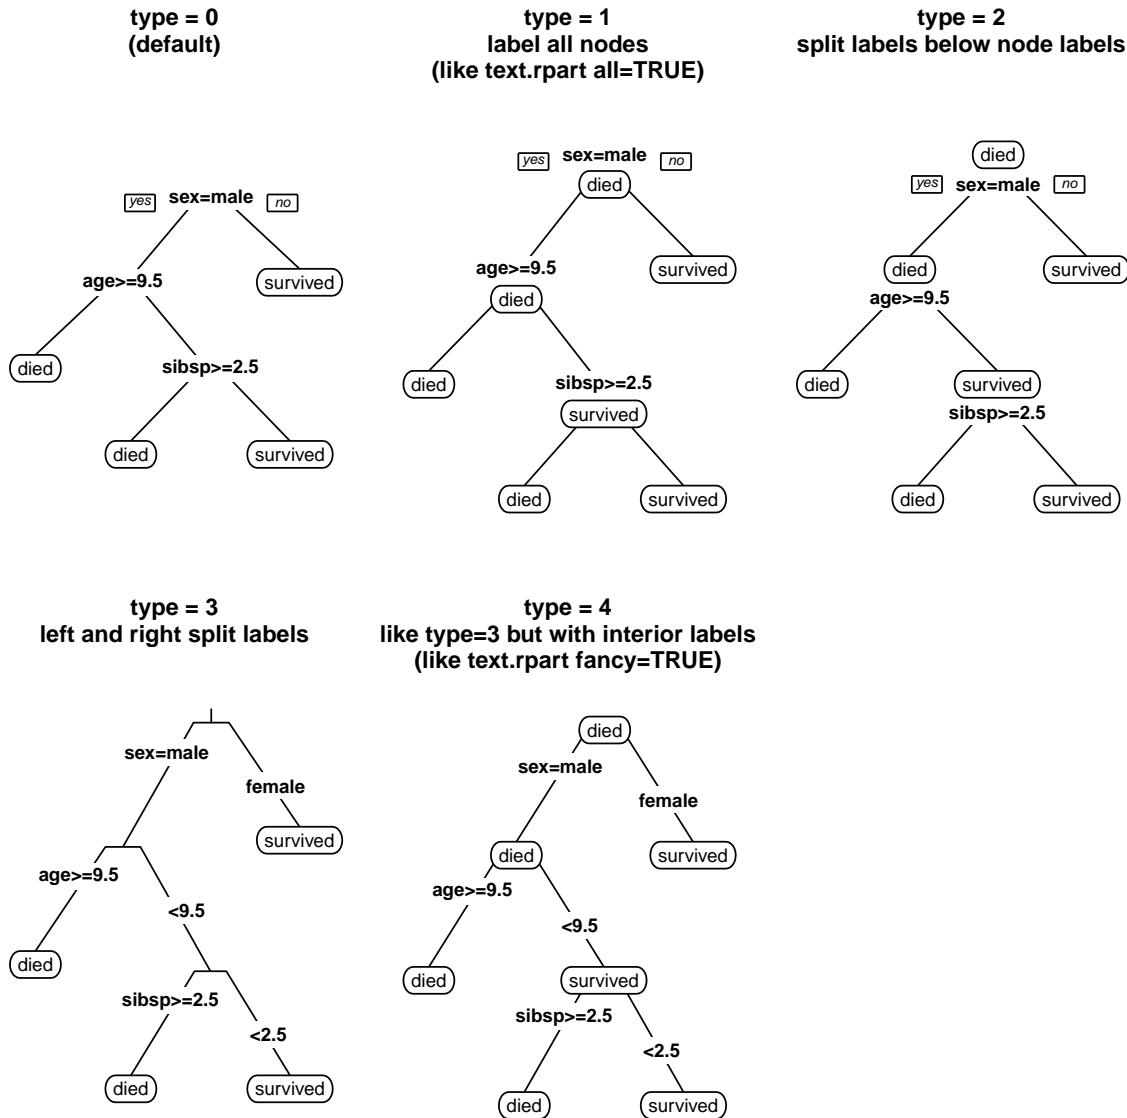 type = 0
(default)
yes sex=male no
age>=9.5 survived
died sibsp>=2.5
died survived
type = 1
label all nodes
(like text.rpart all=TRUE)
yes sex=male no
died
age>=9.5 survived
died
died sibsp>=2.5
survived
died survived
type = 2
split labels below node labels
died
yes sex=male no
died survived
age>=9.5
died survived
sibsp>=2.5
died survived
type = 3
left and right split labels
sex=male
female
survived
age>=9.5
<9.5
died
sibsp>=2.5
<2.5
died survived
type = 4
like type=3 but with interior labels
(like text.rpart fancy=TRUE)
died
sex=male
female
died survived
age>=9.5
<9.5
died survived
sibsp>=2.5
<2.5
died survived